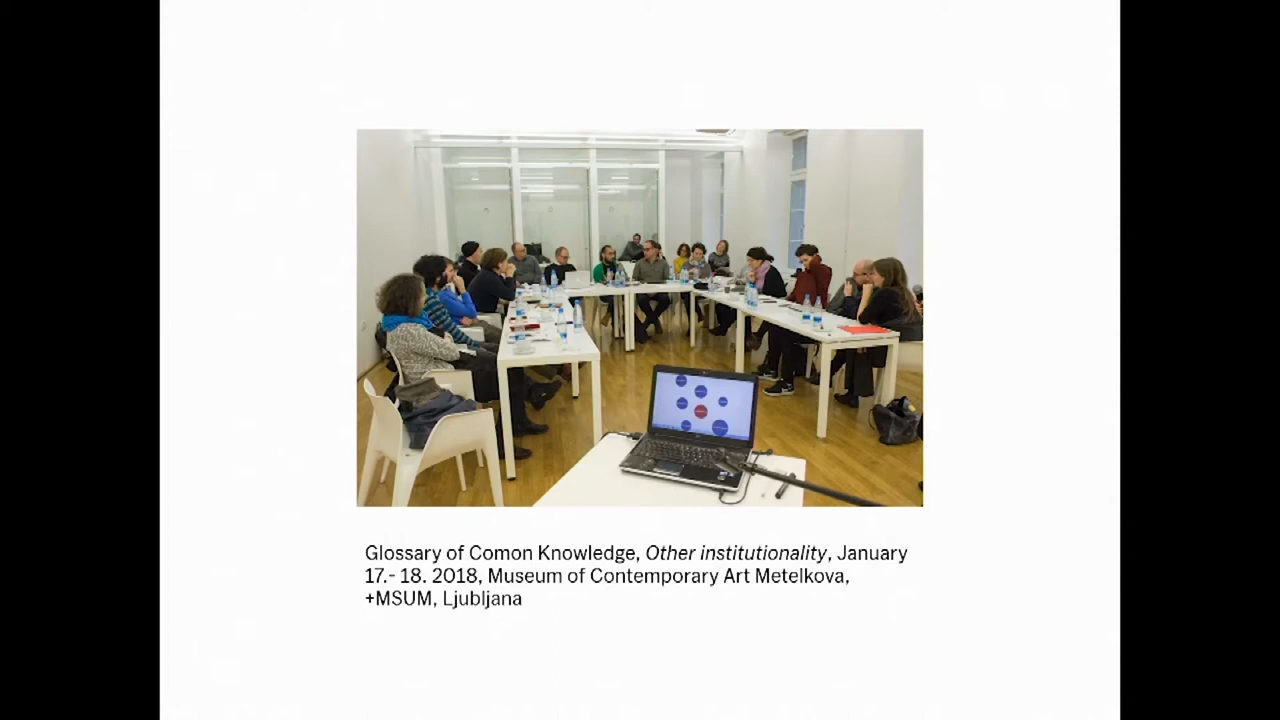 Glossary of Comon Knowledge, Other institutionality, January
17.- 18. 2018, Museum of Contemporary Art Metelkova,
+MSUM, Ljubljana